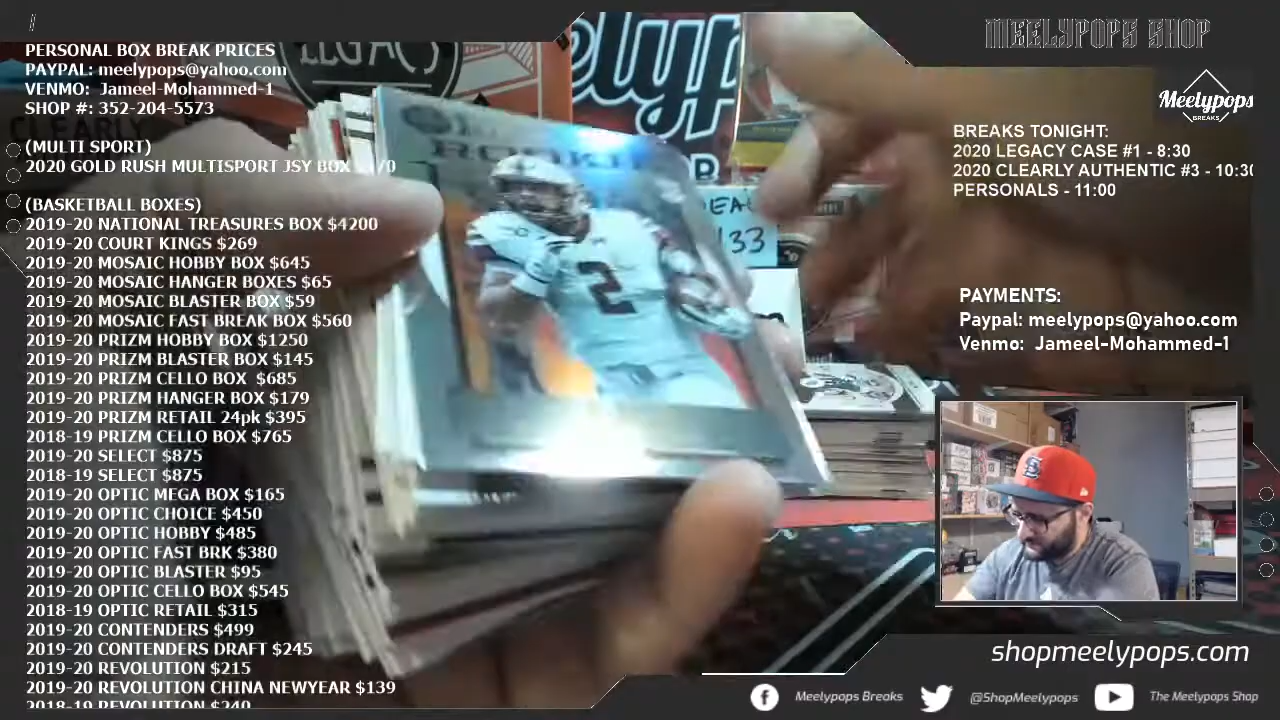 PERSONAL BOX BREAK PRICES
PAYPAL: meelypops@yahoo.com
VENMO: Jameel-Mohammed-1
SHOP #: 352-204-5573
(MULTI SPORT)
2020 GOLD RUSH MULTISPORT JSY BOX
(BASKETBALL BOXES)
2019-20 NATIONAL TREASURES BOX $4200
2019-20 COURT KINGS $269
2019-20 MOSAIC HOBBY BOX $645
2019-20 MOSAIC HANGER BOXES $65
2019-20 MOSAIC BLASTER BOX $59
2019-20 MOSAIC FAST BREAK BOX $560
2019-20 PRIZM HOBBY BOX $1250
2019-20 PRIZM BLASTER BOX $145
2019-20 PRIZM CELLO BOX $685
2019-20 PRIZM HANGER BOX $179
2019-20 PRIZM RETAIL 24pk $395
2018-19 PRIZM CELLO BOX $765
2019-20 SELECT $875
2018-19 SELECT $875
2019-20 OPTIC MEGA BOX $165
2019-20 OPTIC CHOICE $450
2019-20 OPTIC HOBBY $485
2019-20 OPTIC FAST BRK $380
2019-20 OPTIC BLASTER $95
2019-20 OPTIC CELLO BOX $545
2018-19 OPTIC RETAIL $315
2019-20 CONTENDERS $499
2019-20 CONTENDERS DRAFT $245
2019-20 REVOLUTION $215
2019-20 REVOLUTION CHINA NEWYEAR $139
2018-19 REVOLUTION $240
LEGACY
CLEARLY
2
33
MEELYPOPS SHOP
Meelypops
BREAKS
BREAKS TONIGHT:
2020 LEGACY CASE #1 - 8:30
2020 CLEARLY AUTHENTIC #3 - 10:30
PERSONALS - 11:00
PAYMENTS:
Paypal: meelypops@yahoo.com
Venmo: Jameel-Mohammed-1
shopmeelypops.com
Meelypops Breaks
@ShopMeelypops
The Meelypops Shop